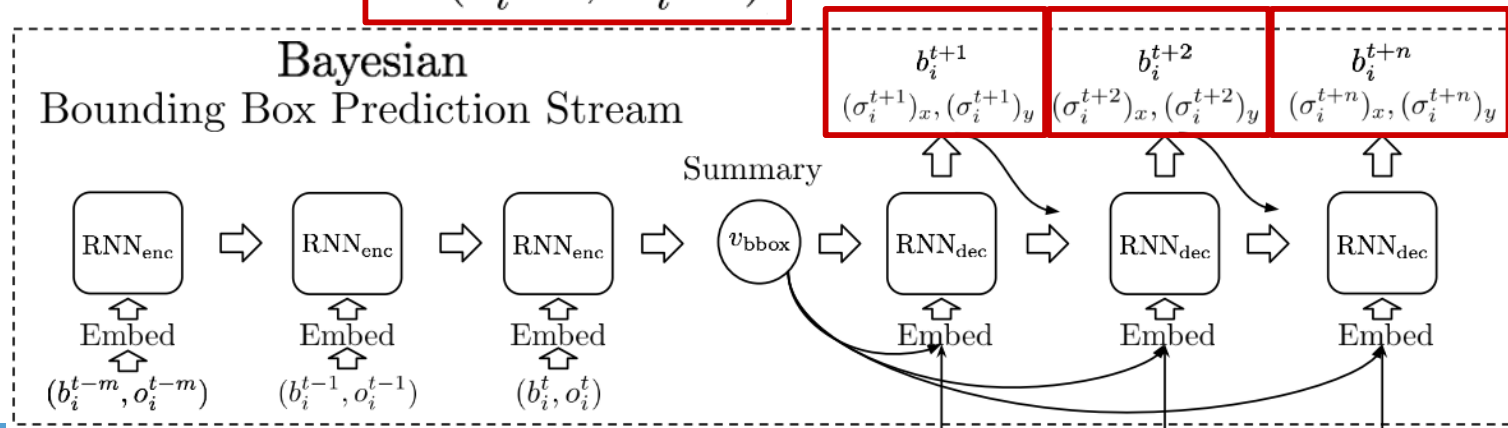 Bayesian
Bounding Box Prediction Stream
b_i^{t+1} b_i^{t+2} b_i^{t+n}
(σ_i^{t+1})_x, (σ_i^{t+1})_y (σ_i^{t+2})_x, (σ_i^{t+2})_y (σ_i^{t+n})_x, (σ_i^{t+n})_y
Summary
RNN_enc RNN_enc RNN_enc v_bbox RNN_dec RNN_dec RNN_dec
Embed Embed Embed Embed Embed Embed
(b_i^{t-m}, o_i^{t-m}) (b_i^{t-1}, o_i^{t-1}) (b_i^t, o_i^t)